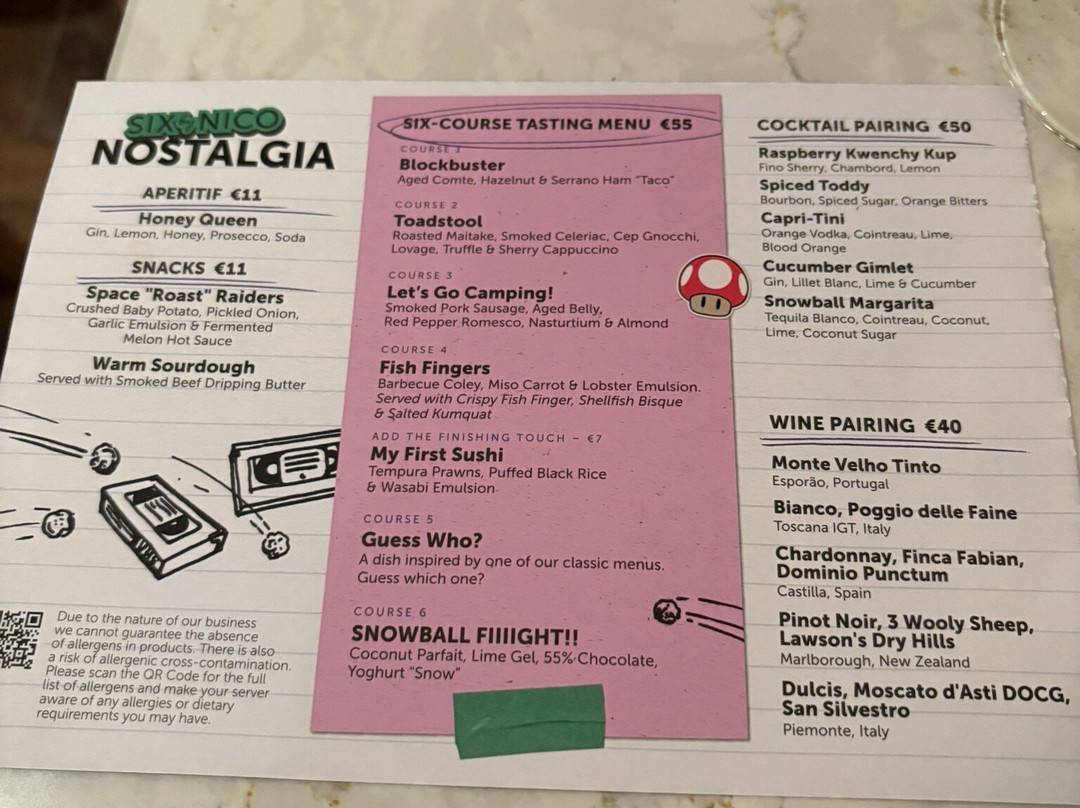 SIX BY NICO
NOSTALGIA
APERITIF €11
Honey Queen
Gin, Lemon, Honey, Prosecco, Soda
SNACKS €11
Space "Roast" Raiders
Crushed Baby Potato, Pickled Onion,
Garlic Emulsion & Fermented
Melon Hot Sauce
Warm Sourdough
Served with Smoked Beef Dripping Butter
Due to the nature of our business
we cannot guarantee the absence
of allergens in products. There is also
a risk of allergenic cross-contamination.
Please scan the QR Code for the full
list of allergens and make your server
aware of any allergies or dietary
requirements you may have.
SIX-COURSE TASTING MENU €55
COURSE 1
Blockbuster
Aged Comte, Hazelnut & Serrano Ham "Taco"
COURSE 2
Toadstool
Roasted Maitake, Smoked Celeriac, Cep Gnocchi,
Lovage, Truffle & Sherry Cappuccino
COURSE 3
Let's Go Camping!
Smoked Pork Sausage, Aged Belly,
Red Pepper Romesco, Nasturtium & Almond
COURSE 4
Fish Fingers
Barbecue Coley, Miso Carrot & Lobster Emulsion.
Served with Crispy Fish Finger, Shellfish Bisque
& Salted Kumquat
ADD THE FINISHING TOUCH – €7
My First Sushi
Tempura Prawns, Puffed Black Rice
& Wasabi Emulsion
COURSE 5
Guess Who?
A dish inspired by one of our classic menus.
Guess which one?
COURSE 6
SNOWBALL FIIIIGHT!!
Coconut Parfait, Lime Gel, 55% Chocolate,
Yoghurt "Snow"
COCKTAIL PAIRING €50
Raspberry Kwenchy Kup
Fino Sherry, Chambord, Lemon
Spiced Toddy
Bourbon, Spiced Sugar, Orange Bitters
Capri-Tini
Orange Vodka, Cointreau, Lime,
Blood Orange
Cucumber Gimlet
Gin, Lillet Blanc, Lime & Cucumber
Snowball Margarita
Tequila Blanco, Cointreau, Coconut,
Lime, Coconut Sugar
WINE PAIRING €40
Monte Velho Tinto
Esporão, Portugal
Bianco, Poggio delle Faine
Toscana IGT, Italy
Chardonnay, Finca Fabian,
Dominio Punctum
Castilla, Spain
Pinot Noir, 3 Wooly Sheep,
Lawson's Dry Hills
Marlborough, New Zealand
Dulcis, Moscato d'Asti DOCG,
San Silvestro
Piemonte, Italy